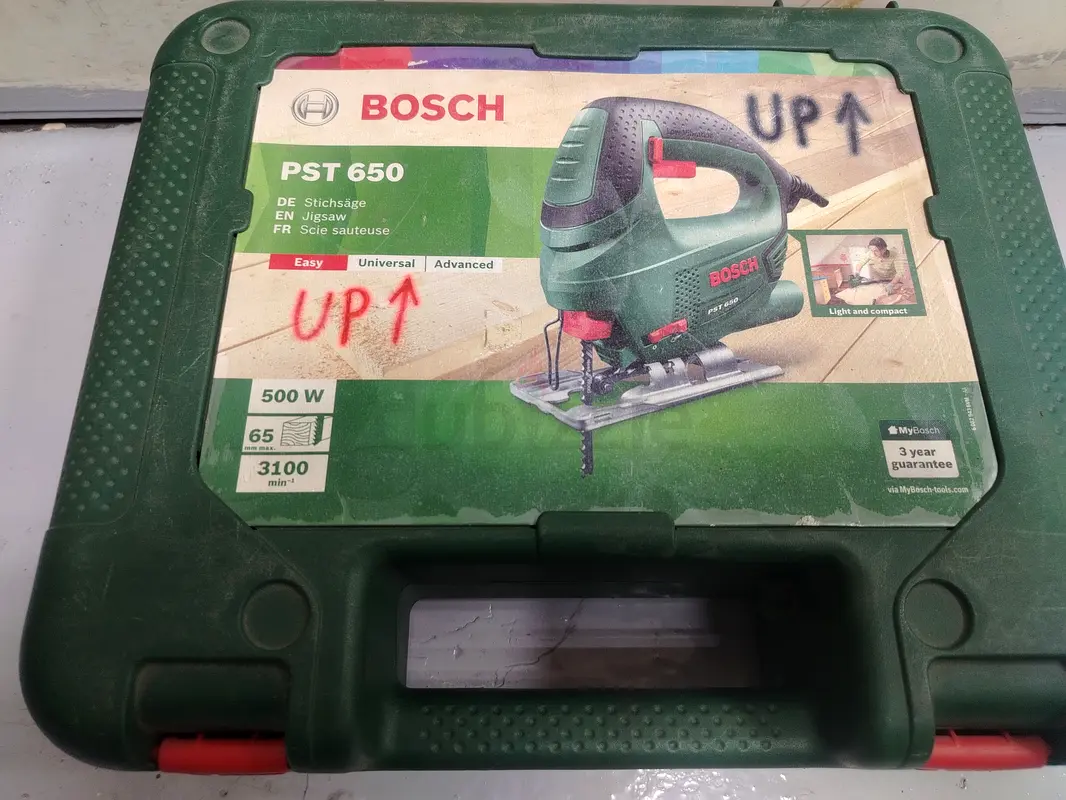 BOSCH
UP↑
PST 650
DE Stichsäge
EN Jigsaw
FR Scie sauteuse
Easy Universal Advanced
UP↑
BOSCH
PST 650
Light and compact
500 W
65
mm max.
3100
min⁻¹
MyBosch
3 year
guarantee
via MyBosch-tools.com
dubizzle